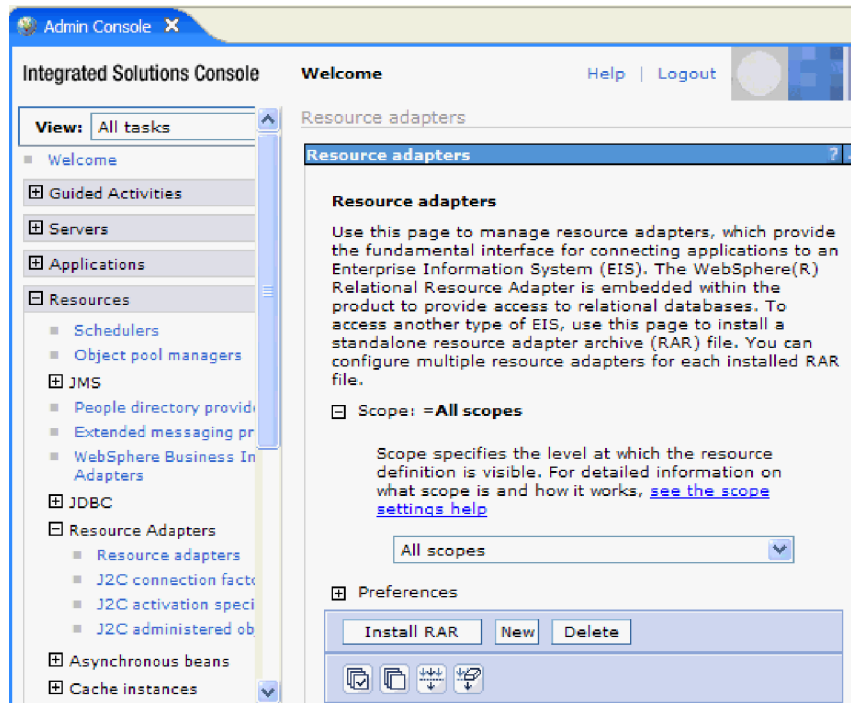 Admin Console
Integrated Solutions Console
Welcome
Help | Logout
View: All tasks
Welcome
Guided Activities
Servers
Applications
Resources
Schedulers
Object pool managers
JMS
People directory provid
Extended messaging pr
WebSphere Business In
Adapters
JDBC
Resource Adapters
Resource adapters
J2C connection facto
J2C activation speci
J2C administered ob
Asynchronous beans
Cache instances
Resource adapters
Resource adapters
?
Resource adapters
Use this page to manage resource adapters, which provide
the fundamental interface for connecting applications to an
Enterprise Information System (EIS). The WebSphere(R)
Relational Resource Adapter is embedded within the
product to provide access to relational databases. To
access another type of EIS, use this page to install a
standalone resource adapter archive (RAR) file. You can
configure multiple resource adapters for each installed RAR
file.
Scope: =All scopes
Scope specifies the level at which the resource
definition is visible. For detailed information on
what scope is and how it works, see the scope
settings help
All scopes
Preferences
Install RAR
New
Delete